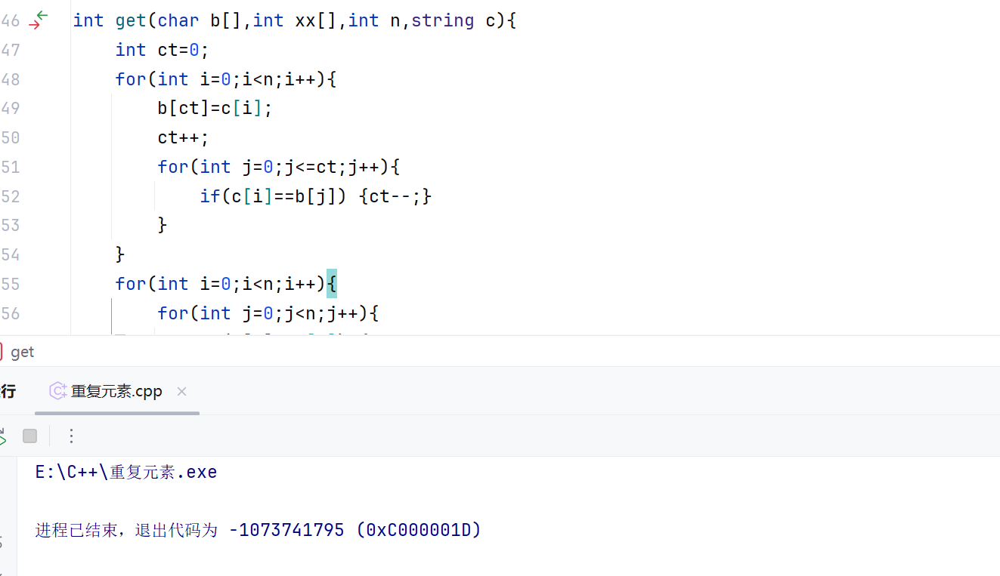 46 int get(char b[],int xx[],int n,string c){
47 int ct=0;
48 for(int i=0;i<n;i++){
49 b[ct]=c[i];
50 ct++;
51 for(int j=0;j<=ct;j++){
52 if(c[i]==b[j]) {ct--;}
53 }
54 }
55 for(int i=0;i<n;i++){
56 for(int j=0;j<n;j++){
get
行 重复元素.cpp ×
E:\C++\重复元素.exe
进程已结束，退出代码为 -1073741795 (0xC000001D)